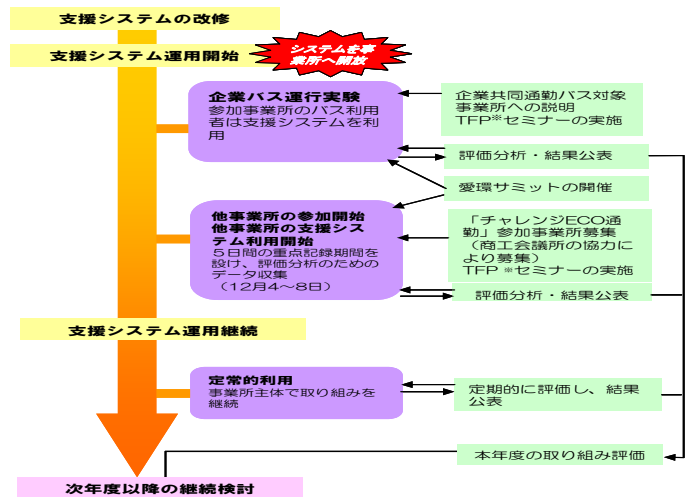 支援システムの改修
支援システム運用開始
システムを事
業所へ開放
企業バス運行実験
参加事業所のバス利用
者は支援システムを利
用
企業共同通勤バス対象
事業所への説明
TFP※セミナーの実施
評価分析・結果公表
愛環サミットの開催
他事業所の参加開始
他事業所の支援シス
テム利用開始
５日間の重点記録期間を
設け、評価分析のための
データ収集
（12月4～8日）
「チャレンジECO通
勤」参加事業所募集
（商工会議所の協力に
より募集）
TFP ※セミナーの実施
評価分析・結果公表
支援システム運用継続
定常的利用
事業所主体で取り組みを
継続
定期的に評価し、結果
公表
本年度の取り組み評価
次年度以降の継続検討